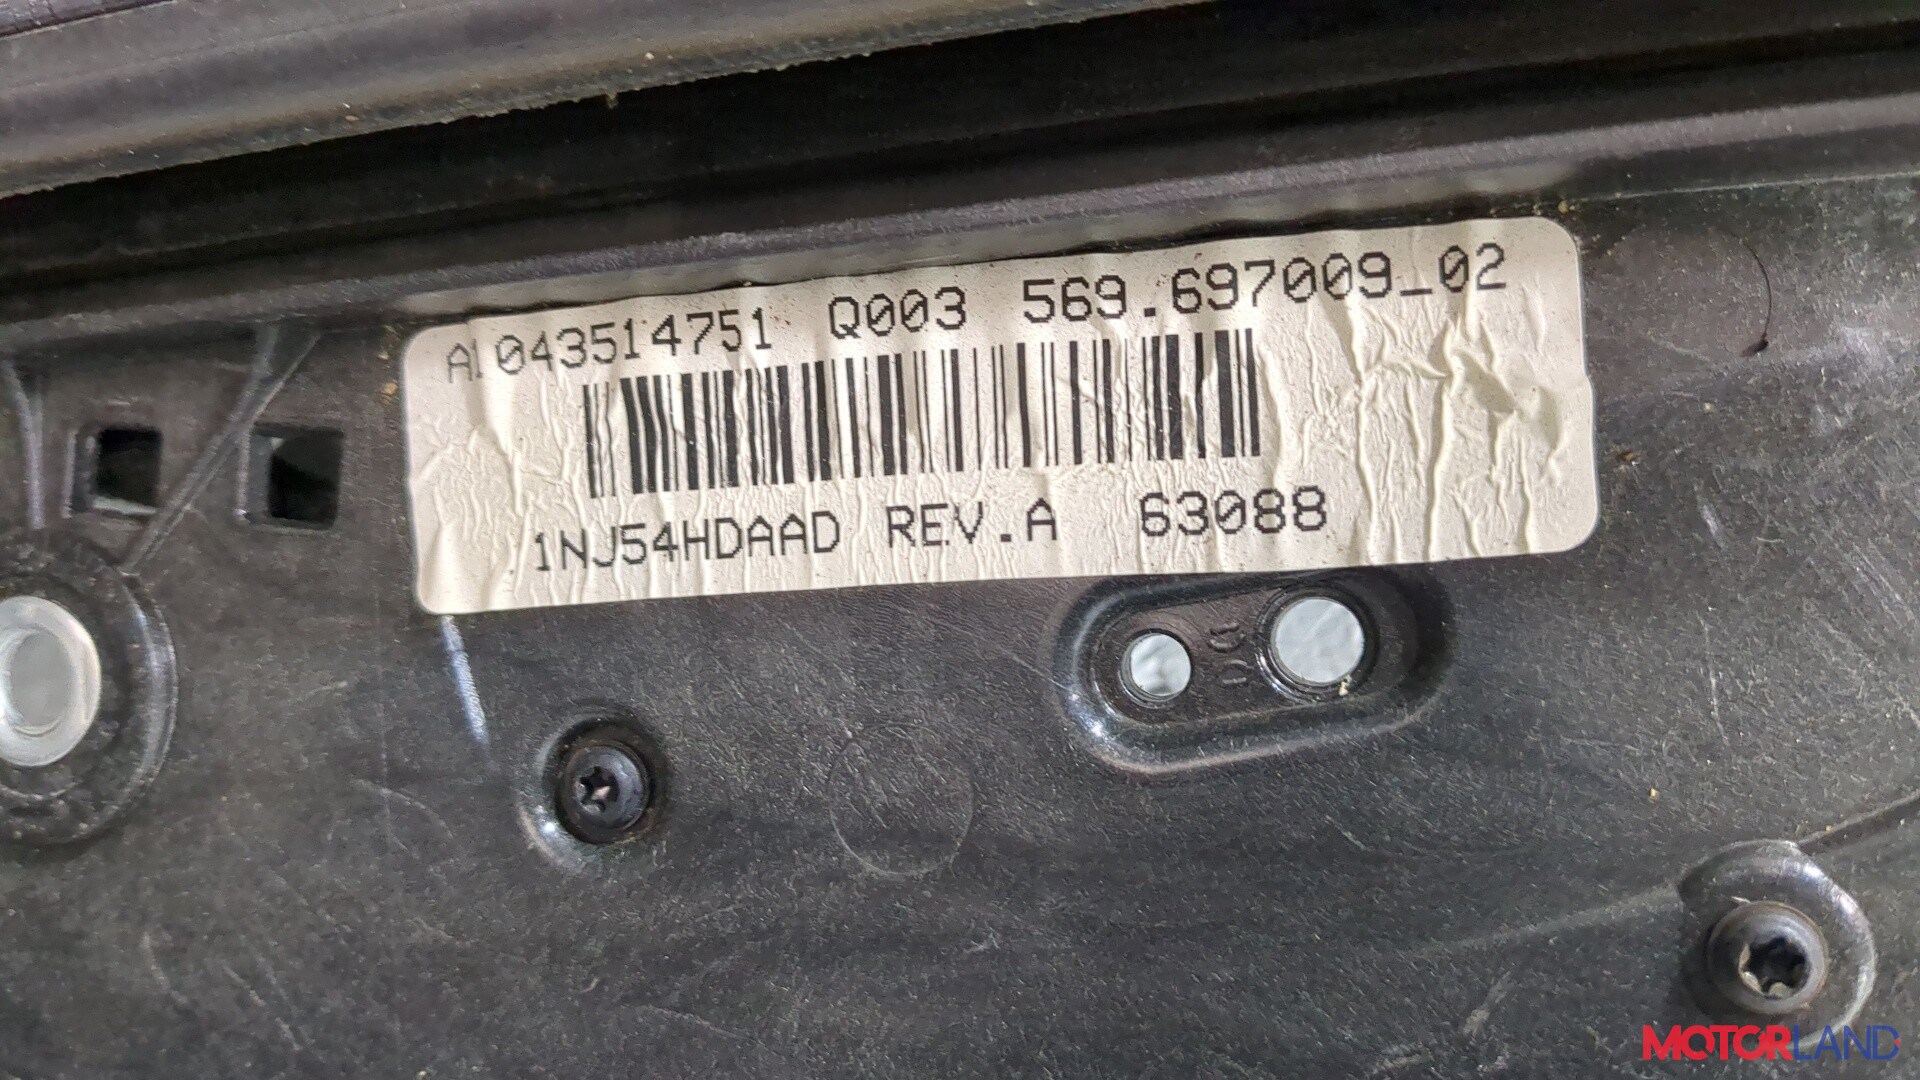 A1043514751 Q003 569.697009_02
1NJ54HDAAD REV.A 63088
MOTORLAND